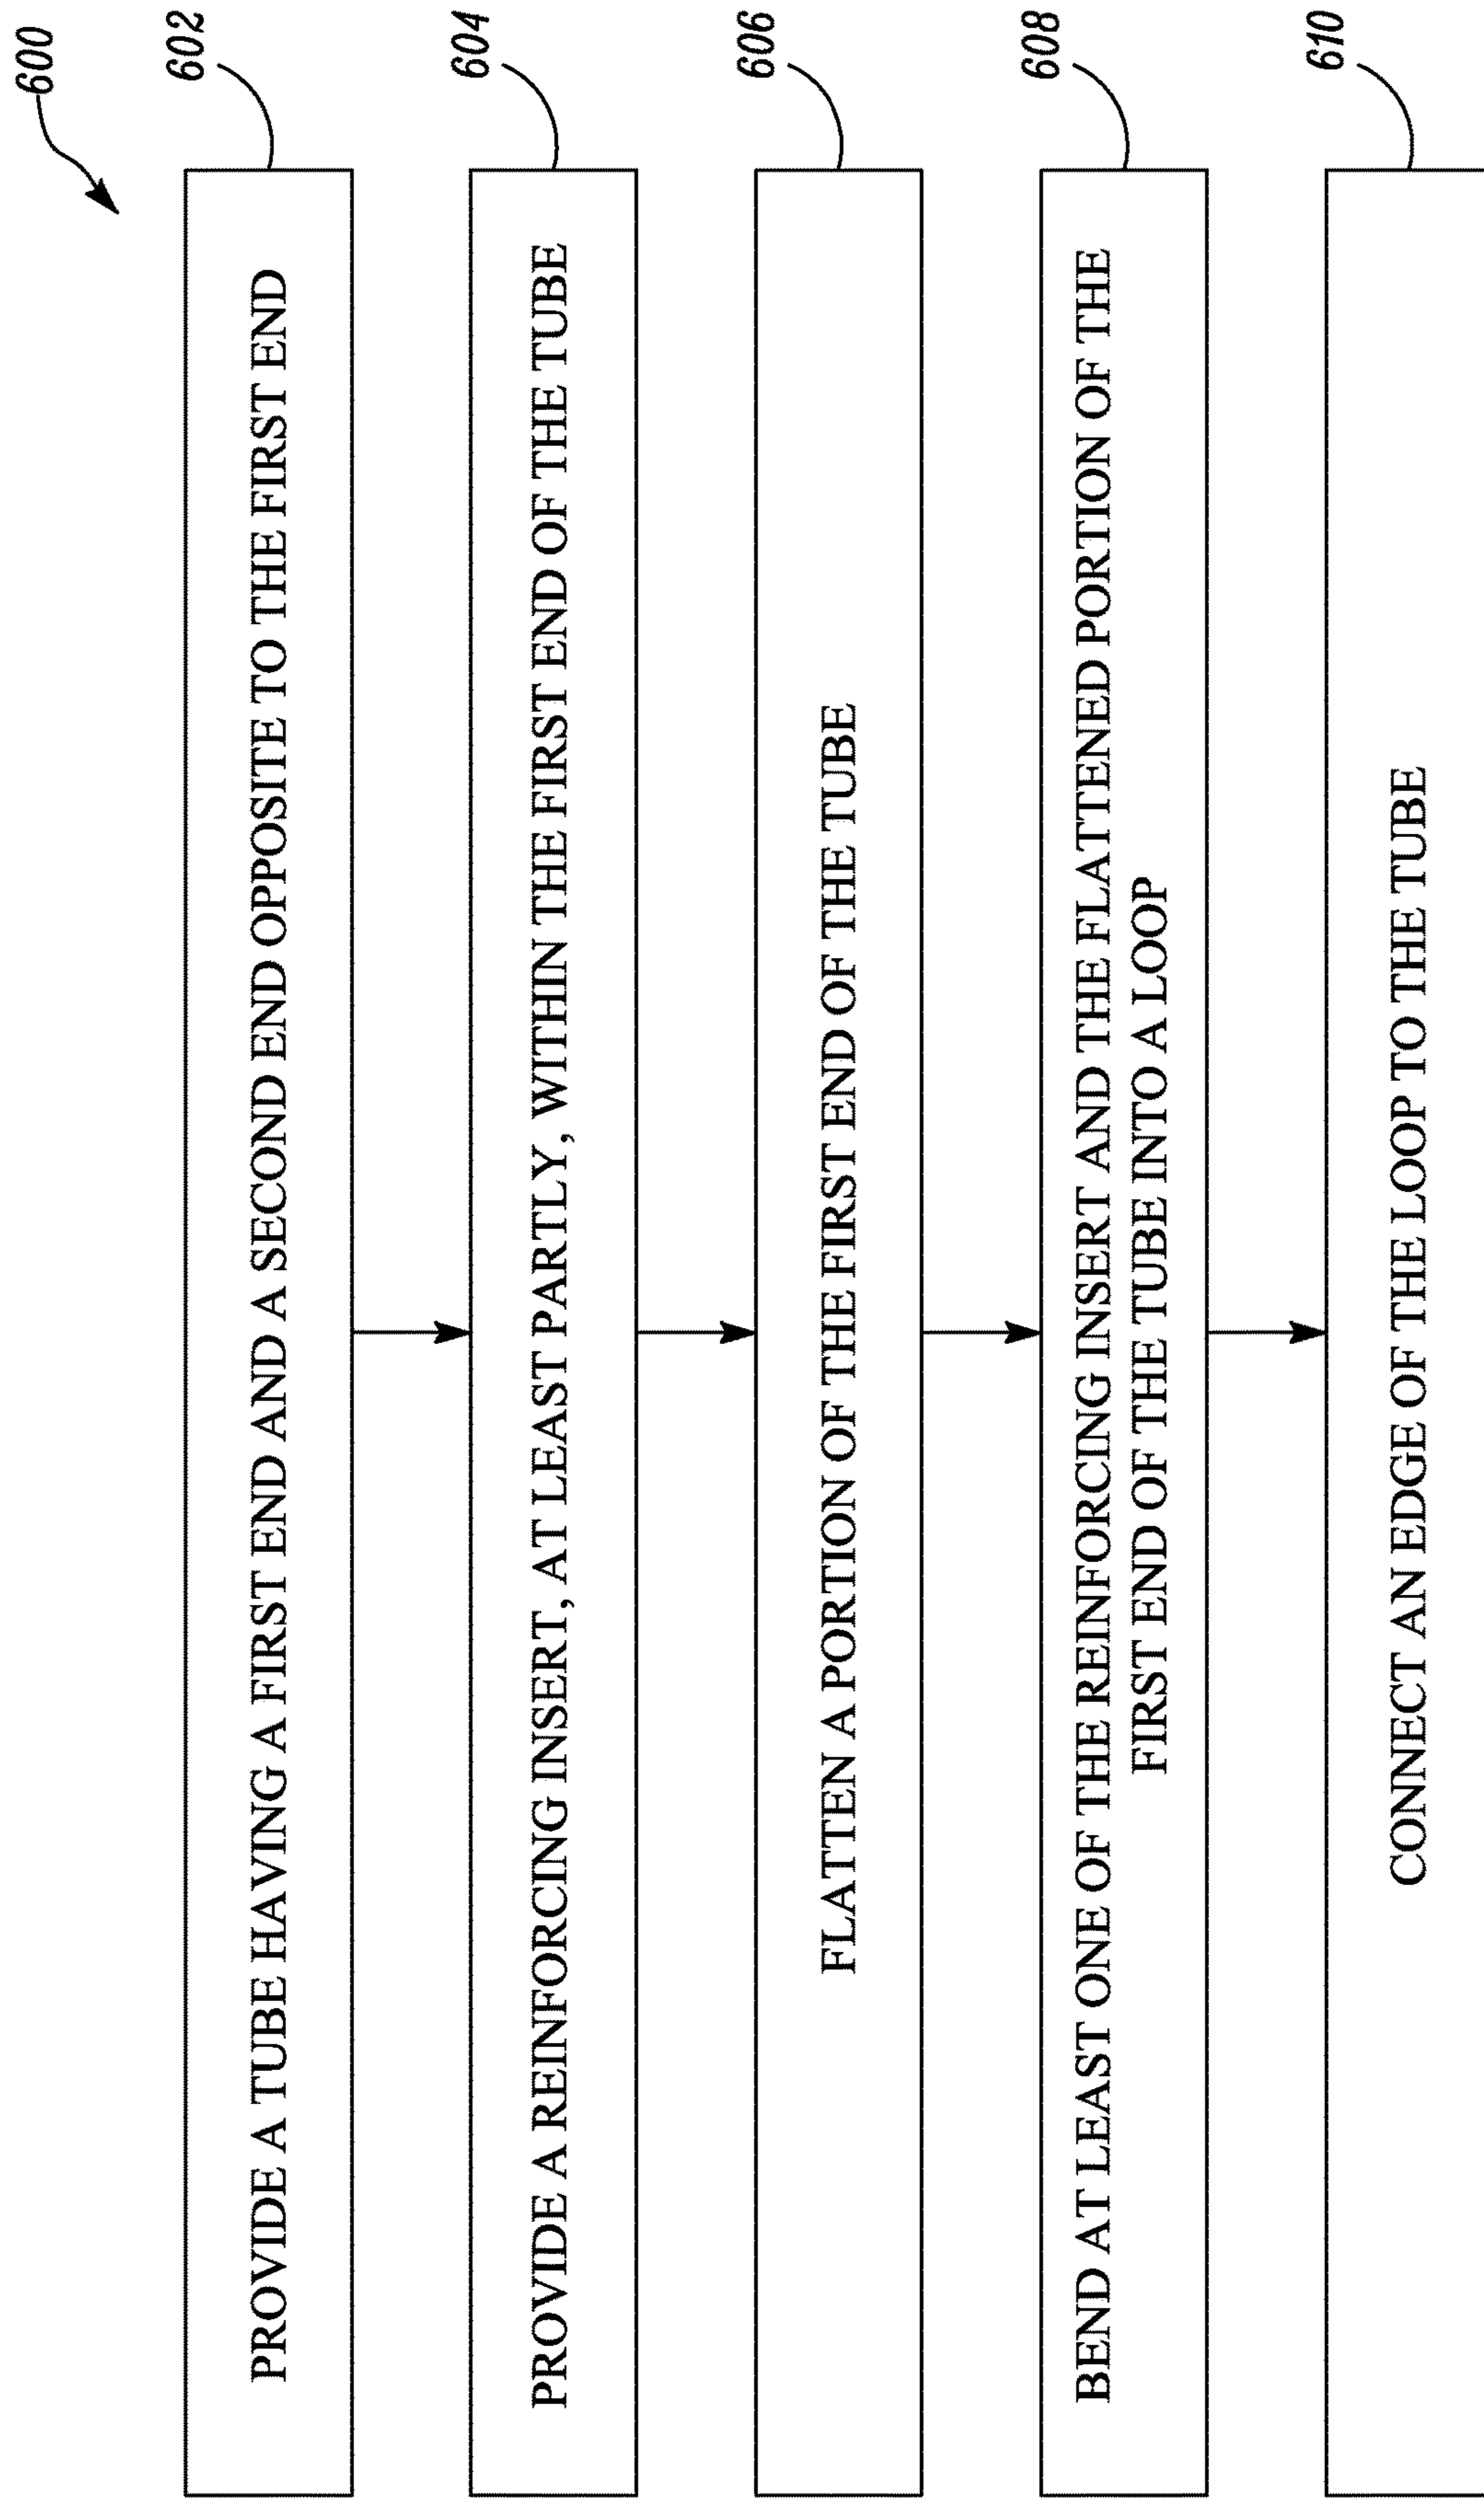 600
602
PROVIDE A TUBE HAVING A FIRST END AND A SECOND END OPPOSITE TO THE FIRST END
604
PROVIDE A REINFORCING INSERT, AT LEAST PARTLY, WITHIN THE FIRST END OF THE TUBE
606
FLATTEN A PORTION OF THE FIRST END OF THE TUBE
608
BEND AT LEAST ONE OF THE REINFORCING INSERT AND THE FLATTENED PORTION OF THE
FIRST END OF THE TUBE INTO A LOOP
610
CONNECT AN EDGE OF THE LOOP TO THE TUBE